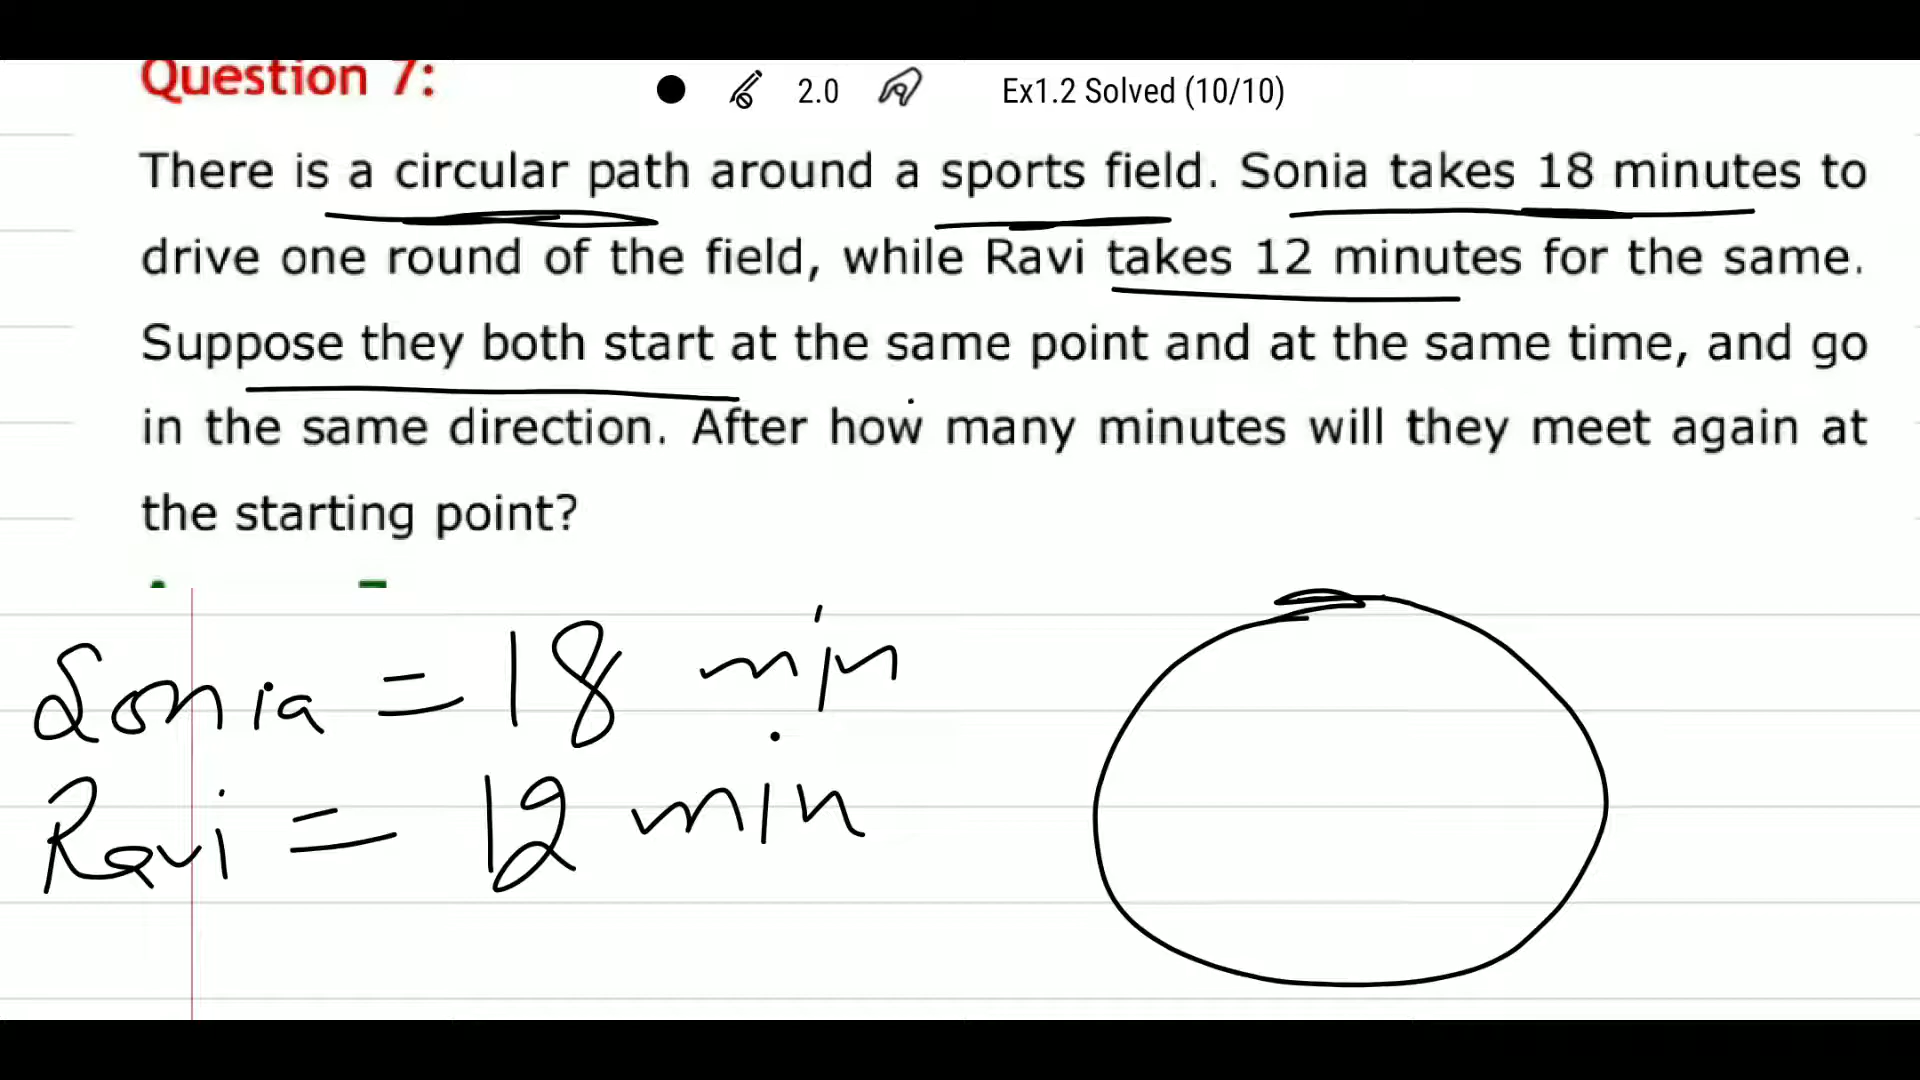 Question 7:
2.0
Ex1.2 Solved (10/10)
There is a circular path around a sports field. Sonia takes 18 minutes to
drive one round of the field, while Ravi takes 12 minutes for the same.
Suppose they both start at the same point and at the same time, and go
in the same direction. After how many minutes will they meet again at
the starting point?
Sonia = 18 min
Ravi = 12 min